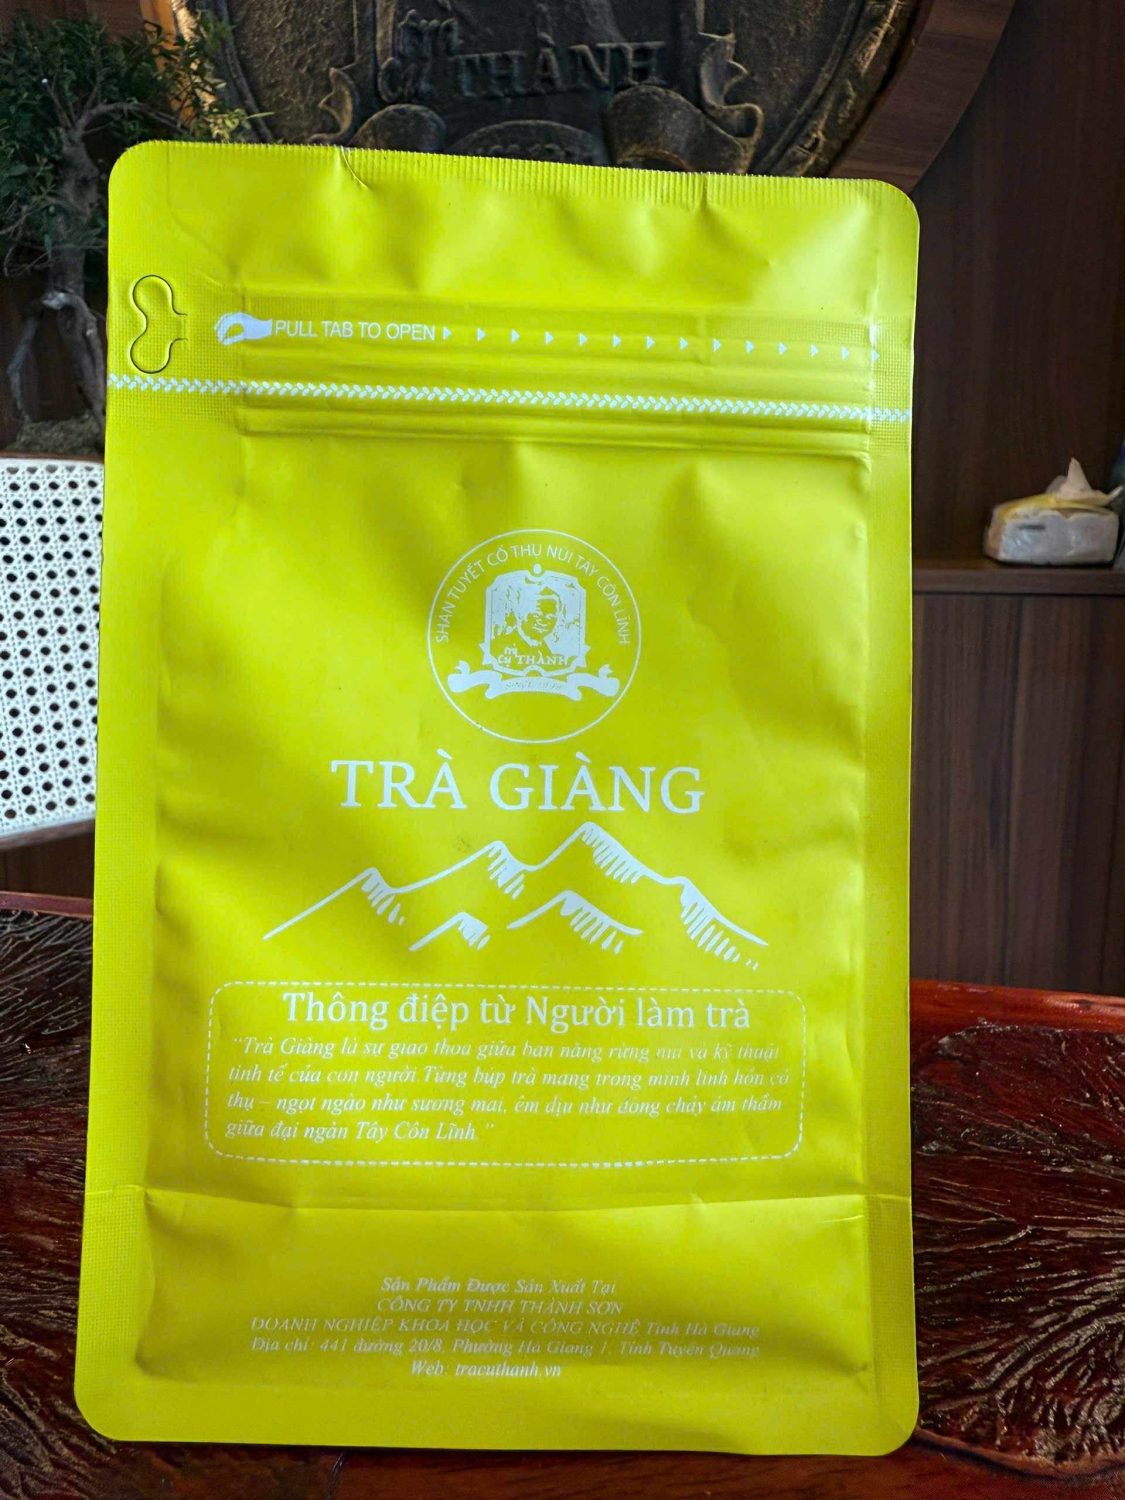 Cụ THÀNH
PULL TAB TO OPEN
SHAN TUYẾT CỔ THỤ NÚI TÂY CÔN LĨNH
Trà
Cụ THÀNH
SINCE
TRÀ GIÀNG
Thông điệp từ Người làm trà
"Trà Giàng là sự giao thoa giữa bản năng rừng núi và kỹ thuật
tinh tế của con người. Từng búp trà mang trong mình linh hồn cổ
thụ – ngọt ngào như sương mai, êm dịu như dòng chảy âm thầm
giữa đại ngàn Tây Côn Lĩnh."
Sản Phẩm Được Sản Xuất Tại
CÔNG TY TNHH THÀNH SƠN
DOANH NGHIỆP KHOA HỌC VÀ CÔNG NGHỆ Tỉnh Hà Giang
Địa chỉ: 441 đường 20/8, Phường Hà Giang 1, Tỉnh Tuyên Quang
Web: tracuthanh.vn